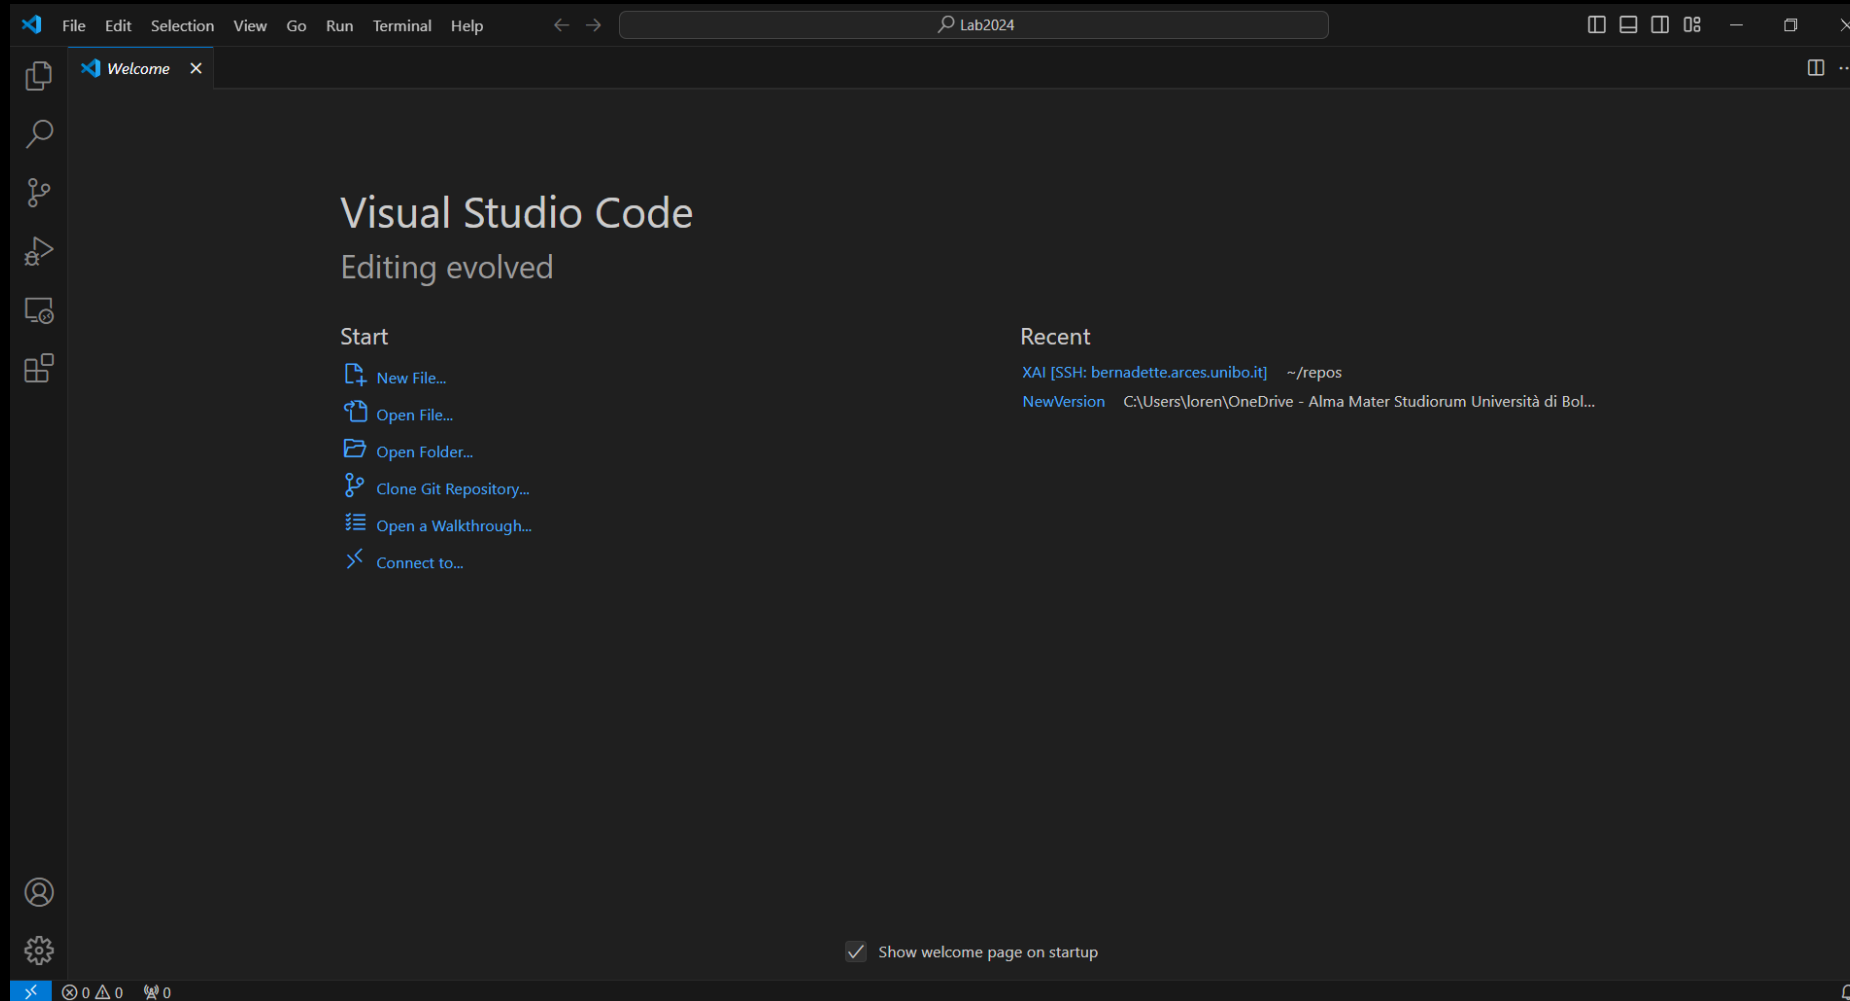 File Edit Selection View Go Run Terminal Help
Lab2024
Welcome
Visual Studio Code
Editing evolved
Start
New File...
Open File...
Open Folder...
Clone Git Repository...
Open a Walkthrough...
Connect to...
Recent
XAI [SSH: bernadette.arces.unibo.it] ~/repos
NewVersion C:\Users\loren\OneDrive - Alma Mater Studiorum Università di Bol...
Show welcome page on startup
0 0 0